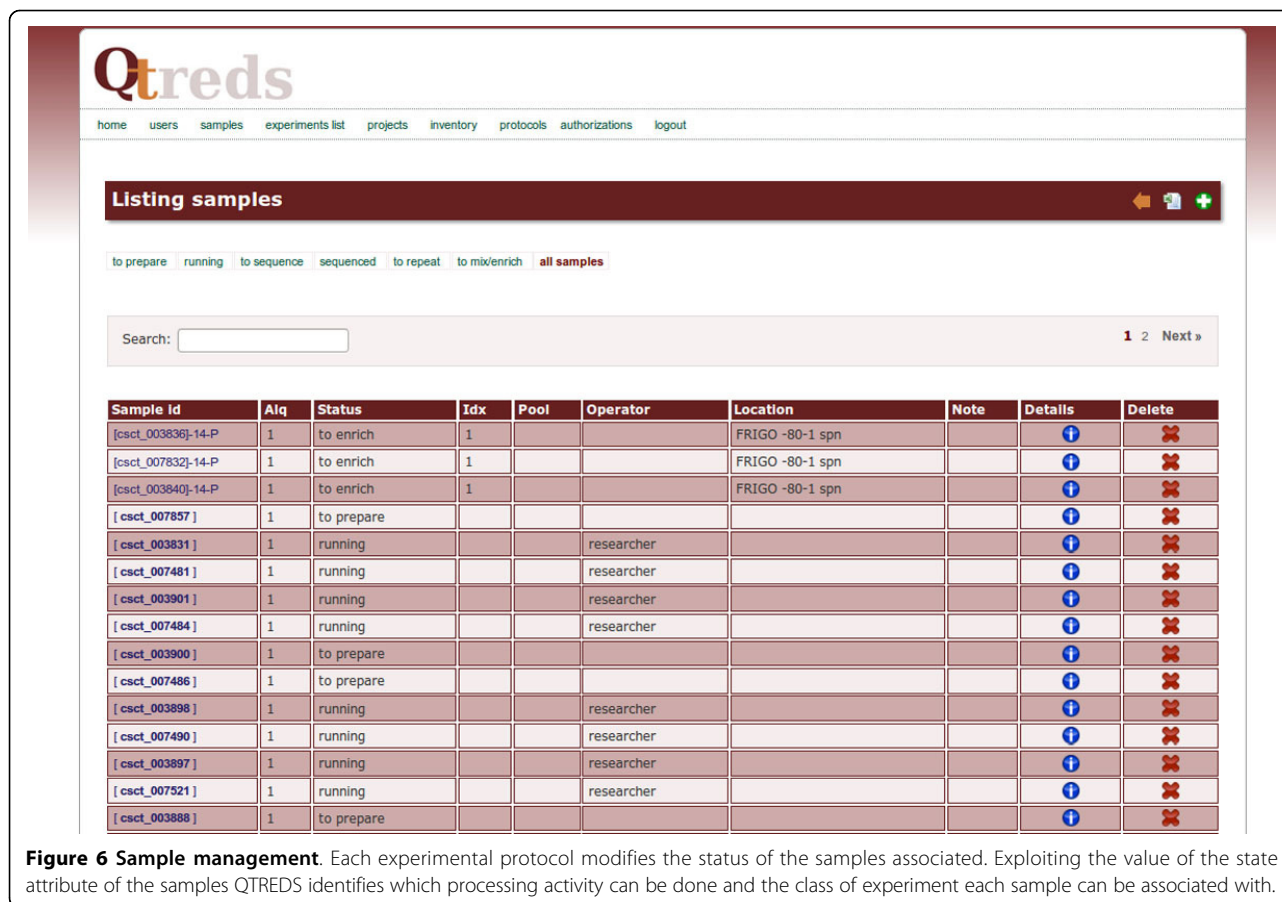 Qtreds
home users samples experiments list projects inventory protocols authorizations logout
Listing samples
to prepare running to sequence sequenced to repeat to mix/enrich all samples
Search: 1 2 Next »
Sample id Alq Status Idx Pool Operator Location Note Details Delete
[csct_003836]-14-P 1 to enrich 1 FRIGO -80-1 spn
[csct_007832]-14-P 1 to enrich 1 FRIGO -80-1 spn
[csct_003840]-14-P 1 to enrich 1 FRIGO -80-1 spn
[ csct_007857 ] 1 to prepare
[ csct_003831 ] 1 running researcher
[ csct_007481 ] 1 running researcher
[ csct_003901 ] 1 running researcher
[ csct_007484 ] 1 running researcher
[ csct_003900 ] 1 to prepare
[ csct_007486 ] 1 to prepare
[ csct_003898 ] 1 running researcher
[ csct_007490 ] 1 running researcher
[ csct_003897 ] 1 running researcher
[ csct_007521 ] 1 running researcher
[ csct_003888 ] 1 to prepare
Figure 6 Sample management. Each experimental protocol modifies the status of the samples associated. Exploiting the value of the state
attribute of the samples QTREDS identifies which processing activity can be done and the class of experiment each sample can be associated with.